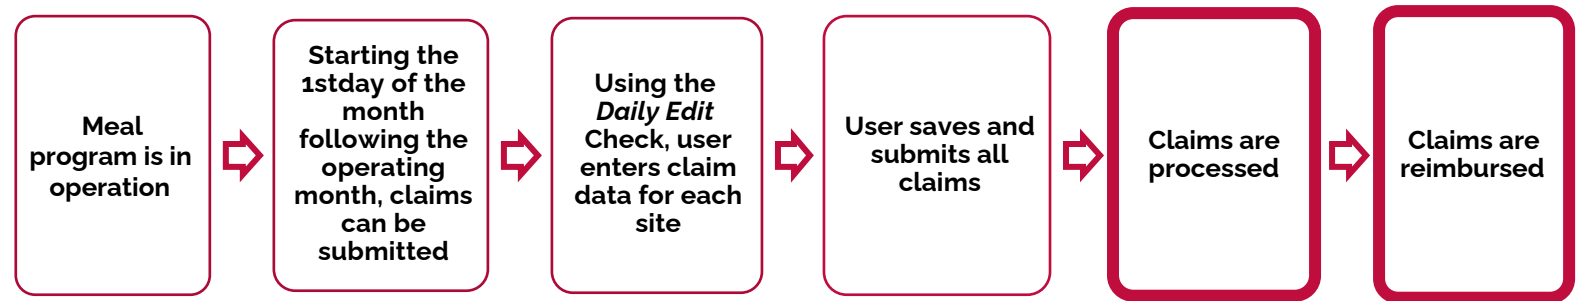 Meal
program is in
operation
Starting the
1stday of the
month
following the
operating
month, claims
can be
submitted
Using the
Daily Edit
Check, user
enters claim
data for each
site
User saves and
submits all
claims
Claims are
processed
Claims are
reimbursed